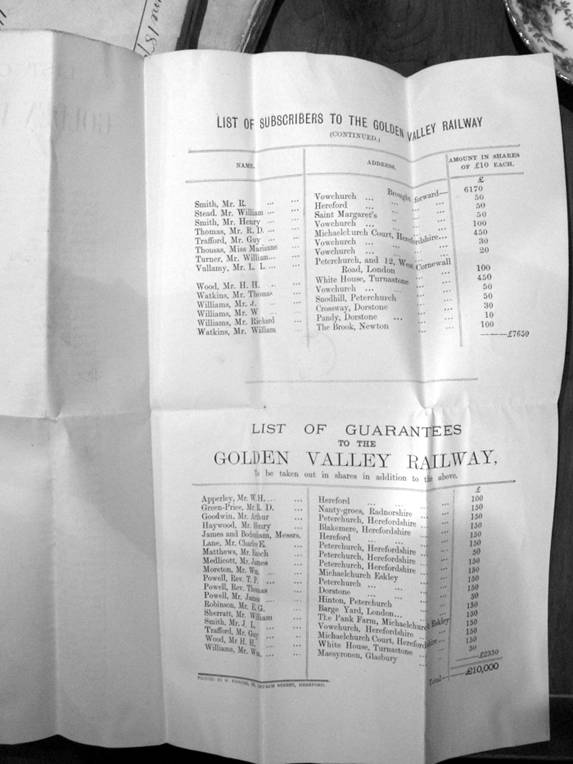 LIST OF SUBSCRIBERS TO THE GOLDEN VALLEY RAILWAY
(CONTINUED.)
NAME. ADDRESS. AMOUNT IN SHARES OF £10 EACH.
£
Brought forward— 6170
Smith, Mr. R. ... ... Vowchurch ... ... 50
Stead, Mr. William ... ... Hereford ... ... 50
Smith, Mr. Henry ... ... Saint Margaret's ... ... 50
Thomas, Mr. R. D. ... ... Vowchurch ... ... 100
Trafford, Mr. Guy ... ... Michaelchurch Court, Herefordshire... 450
Thomas, Miss Marianne ... Vowchurch ... ... 30
Turner, Mr. William... ... Vowchurch ... ... 20
Vallamy, Mr. L. L. ... ... Peterchurch, and 12, West Cornewall
Road, London ... ... 100
Wood, Mr. H. H. ... ... White House, Turnastone ... 450
Watkins, Mr. Thomas ... Vowchurch ... ... 50
Williams, Mr. J. ... ... Snodhill, Peterchurch ... 50
Williams, Mr. W ... ... Crossway, Dorstone ... 30
Williams, Mr. Richard ... Pandy, Dorstone ... ... 10
Watkins, Mr. William ... The Brook, Newton ... 100
——£7650
LIST OF GUARANTEES
TO THE
GOLDEN VALLEY RAILWAY,
To be taken out in shares in addition to the above.
£
Apperley, Mr. W.H.... ... Hereford ... ... 100
Green-Price, Mr. R. D. ... Nanty-groes, Radnorshire ... 150
Goodwin, Mr. Arthur ... Peterchurch, Herefordshire ... 150
Haywood, Mr. Henry ... Blakemere, Herefordshire ... 150
James and Bodenham, Messrs. Hereford ... ... 150
Lane, Mr. Charles E. ... Peterchurch, Herefordshire ... 150
Matthews, Mr. Enoch ... Peterchurch, Herefordshire ... 50
Medlicott, Mr. James ... Peterchurch, Herefordshire ... 150
Moreton, Mr. Wm. ... ... Michaelchurch Eskley ... 150
Powell, Rev. T. P. ... ... Peterchurch ... ... 150
Powell, Rev. Thomas ... Dorstone ... ... 150
Powell, Mr. James ... ... Hinton, Peterchurch ... 50
Robinson, Mr. E.G. ... Barge Yard, London... ... 150
Sherratt, Mr. William ... The Pank Farm, Michaelchurch Eskley 150
Smith, Mr. J. L. ... ... Vowchurch, Herefordshire ... 150
Trafford, Mr. Guy ... ... Michaelchurch Court, Herefordshire ... 150
Wood, Mr. H. H. ... ... White House, Turnastone ... 150
Williams, Mr. Wm. ... ... Maesyronen, Glasbury ... 50
——£2350
Total——£10,000